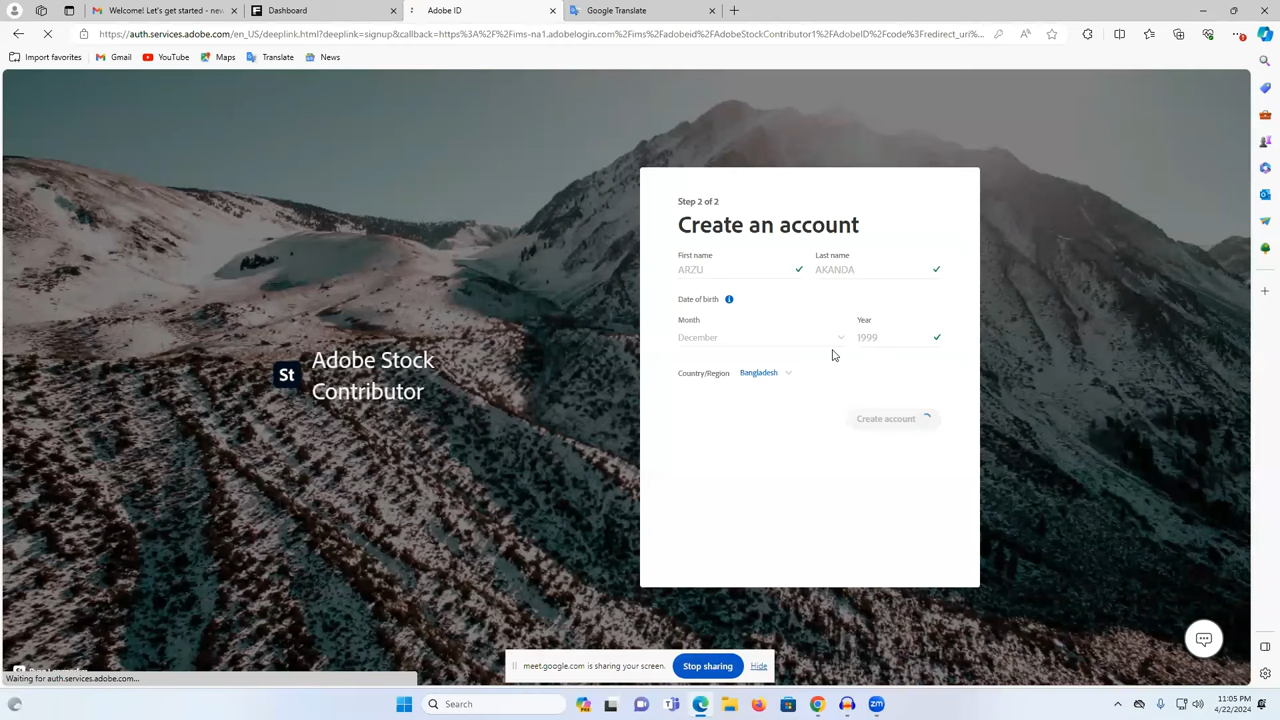 Welcome! Let's get started - new
Dashboard
Adobe ID
Google Translate
https://auth.services.adobe.com/en_US/deeplink.html?deeplink=signup&callback=https%3A%2F%2Fims-na1.adobelogin.com%2Fims%2Fadobeid%2FAdobeStockContributor1%2FAdobeID%2Fcode%3Fredirect_uri%...
Import favorites
Gmail
YouTube
Maps
Translate
News
Step 2 of 2
Create an account
First name
Last name
ARZU
AKANDA
Date of birth
Month
Year
December
1999
Country/Region
Bangladesh
Create account
St
Adobe Stock
Contributor
Waiting for auth.services.adobe.com...
meet.google.com is sharing your screen.
Stop sharing
Hide
Search
11:05 PM
4/22/2024